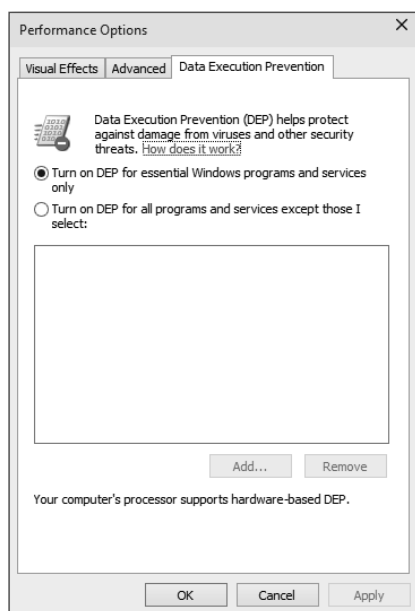 Performance Options
Visual Effects Advanced Data Execution Prevention
Data Execution Prevention (DEP) helps protect
against damage from viruses and other security
threats. How does it work?
Turn on DEP for essential Windows programs and services
only
Turn on DEP for all programs and services except those I
select:
Add... Remove
Your computer's processor supports hardware-based DEP.
OK Cancel Apply